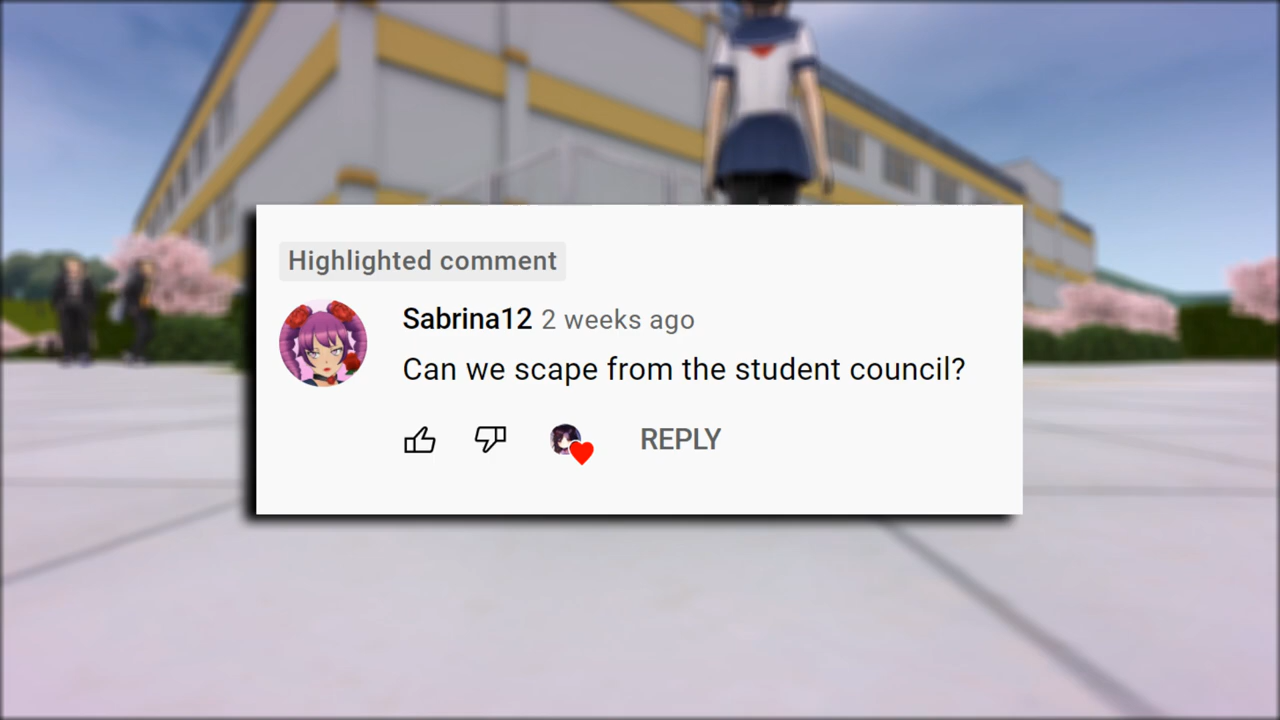 Highlighted comment
Sabrina12 2 weeks ago
Can we scape from the student council?
REPLY